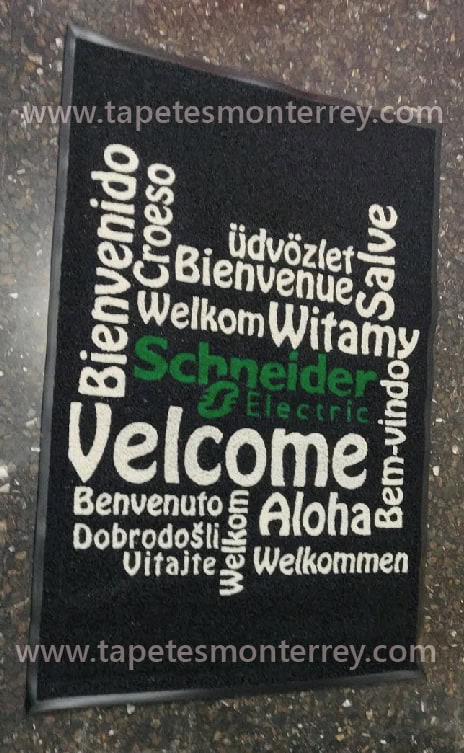 www.tapetesmonterrey.com
Bienvenido
Croeso
üdvözlet
Salve
Bienvenue
Welkom
Witamy
Schneider
Electric
Bem-vindo
Velcome
Benvenuto
Welkom
Aloha
Dobrodošli
Vitajte
Welkommen
www.tapetesmonterrey.com